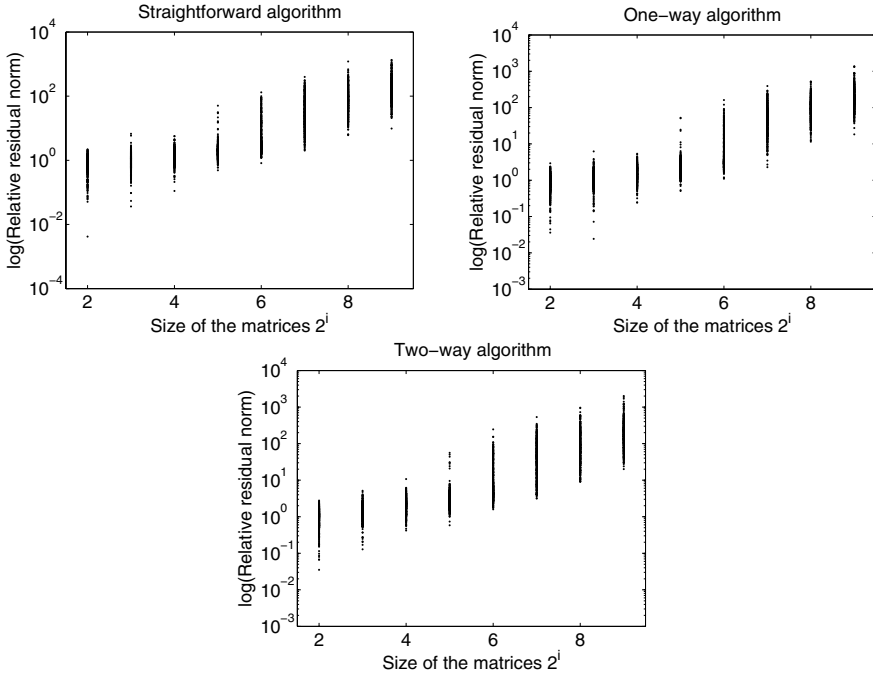 Straightforward algorithm
10^4
10^2
10^0
10^−2
10^−4
log(Relative residual norm)
2 4 6 8
Size of the matrices 2^i
One−way algorithm
10^4
10^3
10^2
10^1
10^0
10^−1
10^−2
10^−3
log(Relative residual norm)
2 4 6 8
Size of the matrices 2^i
Two−way algorithm
10^4
10^3
10^2
10^1
10^0
10^−1
10^−2
10^−3
log(Relative residual norm)
2 4 6 8
Size of the matrices 2^i